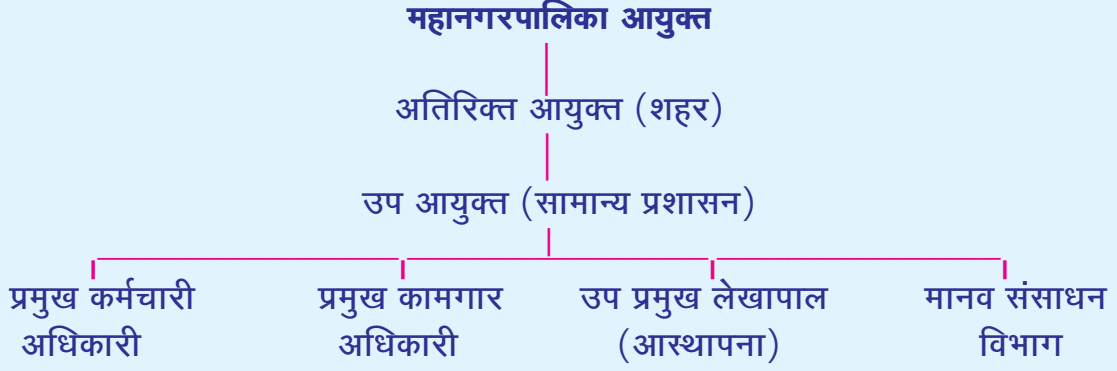 महानगरपालिका आयुक्त
अतिरिक्त आयुक्त (शहर)
उप आयुक्त (सामान्य प्रशासन)
प्रमुख कर्मचारी अधिकारी
प्रमुख कामगार अधिकारी
उप प्रमुख लेखापाल (आस्थापना)
मानव संसाधन विभाग